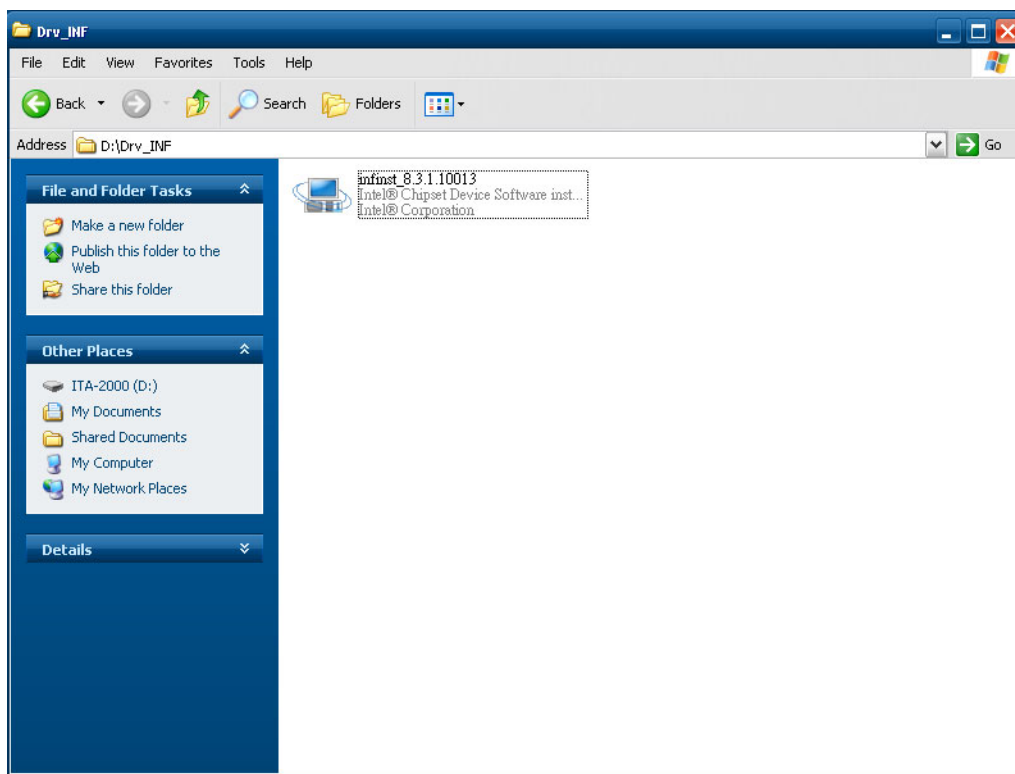 Drv_INF
File Edit View Favorites Tools Help
Back Search Folders
Address D:\Drv_INF Go
File and Folder Tasks
Make a new folder
Publish this folder to the
Web
Share this folder
Other Places
ITA-2000 (D:)
My Documents
Shared Documents
My Computer
My Network Places
Details
infinst_8.3.1.10013
Intel® Chipset Device Software inst...
Intel® Corporation